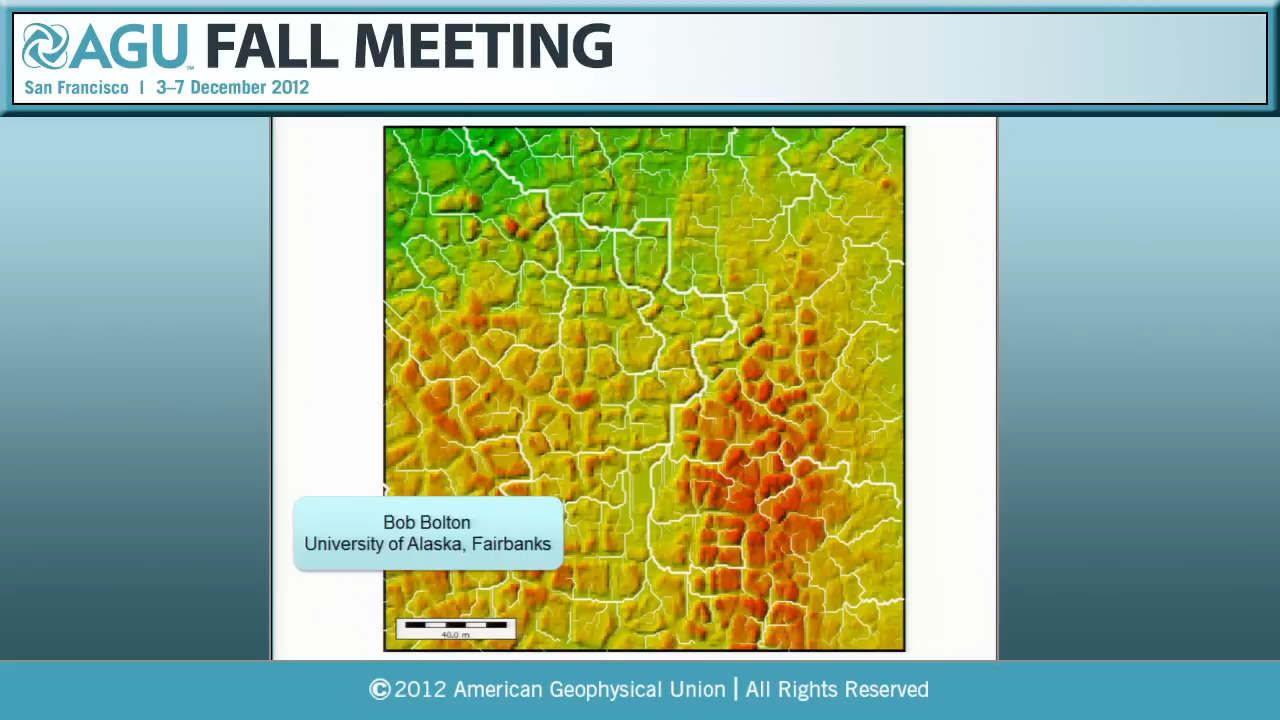 AGU™ FALL MEETING
San Francisco | 3–7 December 2012
Bob Bolton
University of Alaska, Fairbanks
40.0 m
©2012 American Geophysical Union | All Rights Reserved